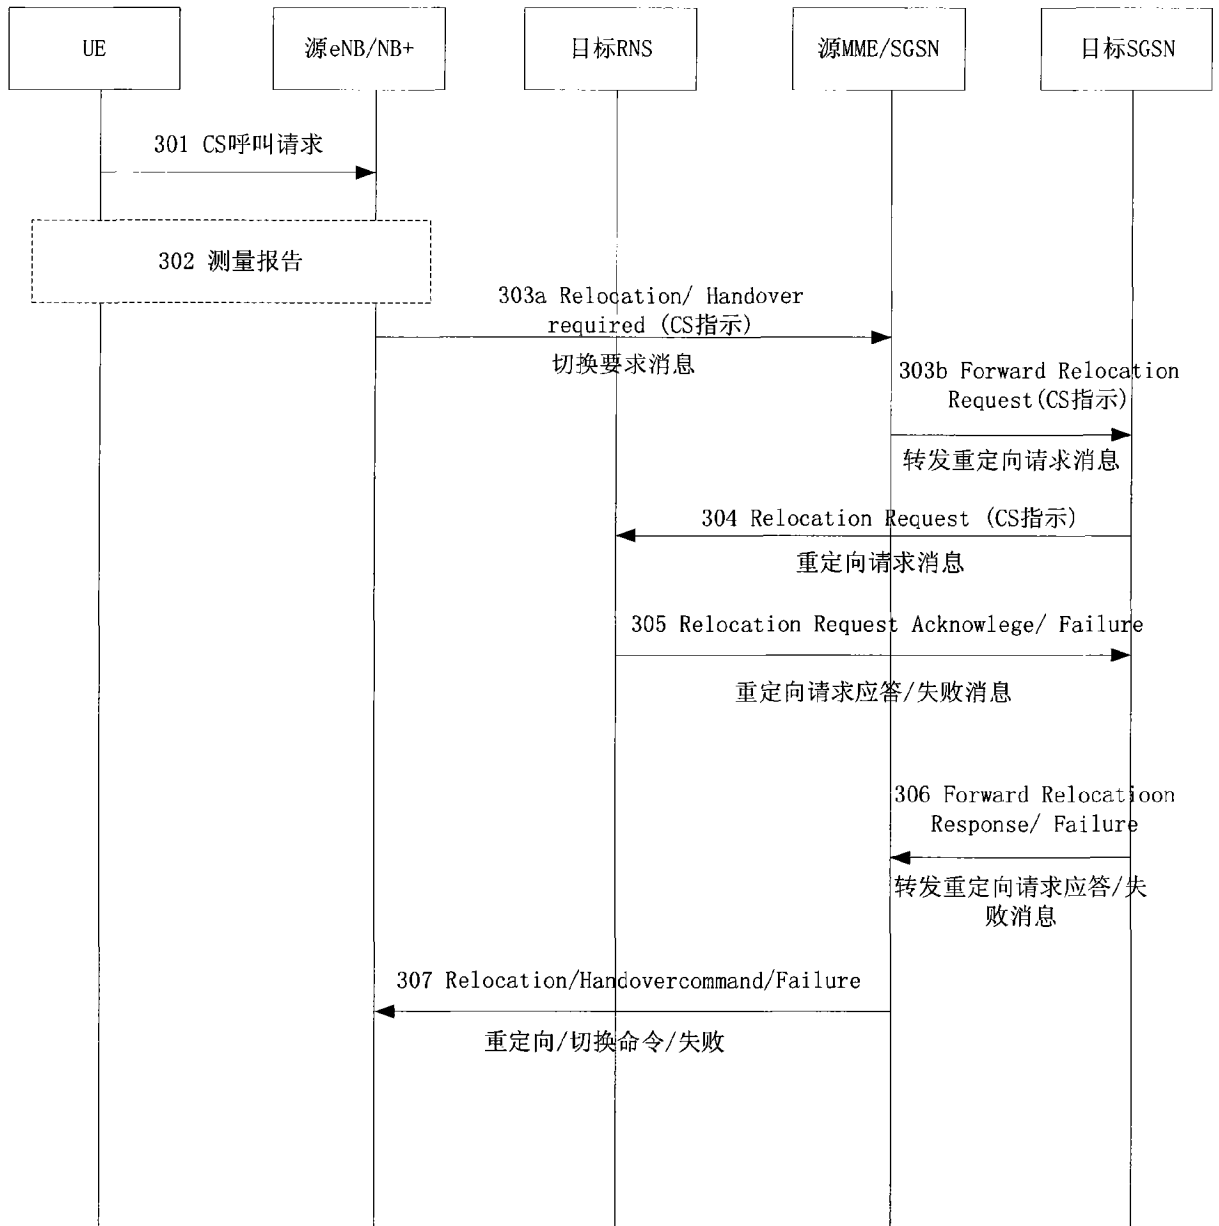 UE
源eNB/NB+
目标RNS
源MME/SGSN
目标SGSN
301 CS呼叫请求
302 测量报告
303a Relocation/ Handover
required (CS指示)
切换要求消息
303b Forward Relocation
Request(CS指示)
转发重定向请求消息
304 Relocation Request (CS指示)
重定向请求消息
305 Relocation Request Acknowlege/ Failure
重定向请求应答/失败消息
306 Forward Relocatioon
Response/ Failure
转发重定向请求应答/失
败消息
307 Relocation/Handovercommand/Failure
重定向/切换命令/失败